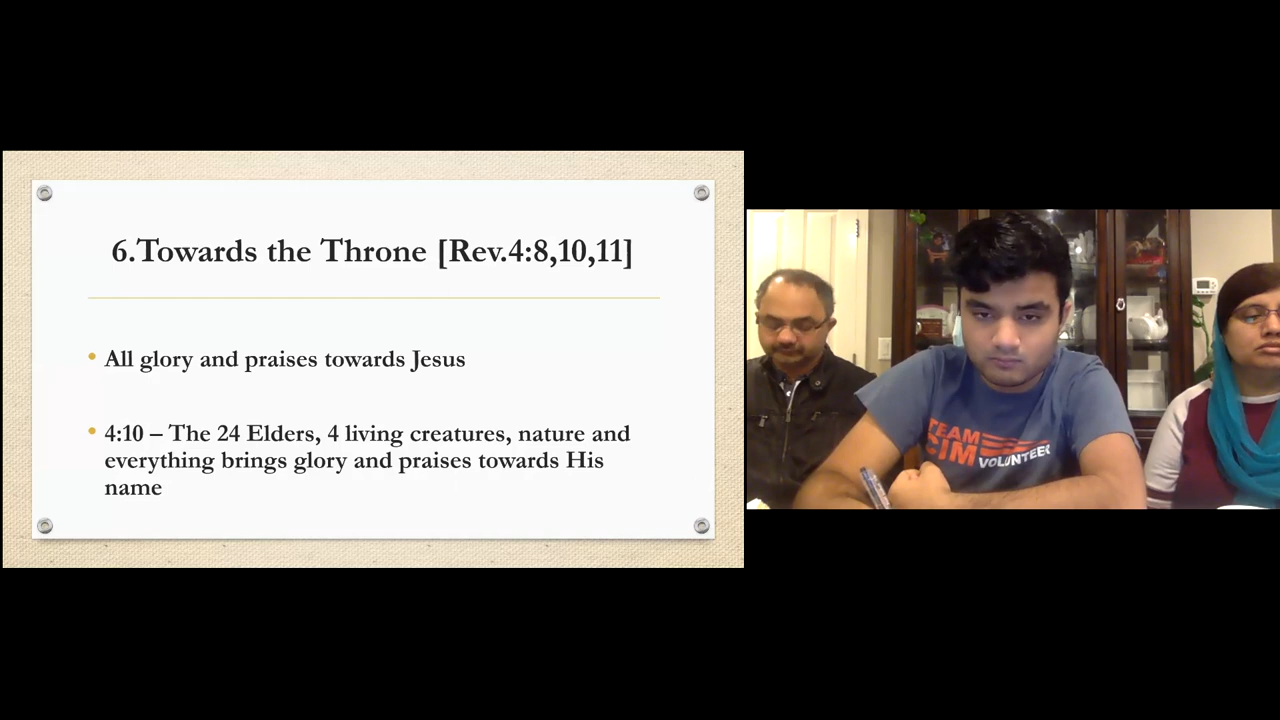 6.Towards the Throne [Rev.4:8,10,11]
• All glory and praises towards Jesus
• 4:10 – The 24 Elders, 4 living creatures, nature and
everything brings glory and praises towards His
name
TEAM
CIM VOLUNTEER